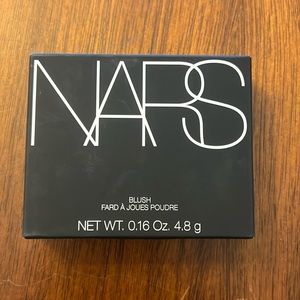 NARS
BLUSH
FARD À JOUES POUDRE
NET WT. 0.16 Oz. 4.8 g